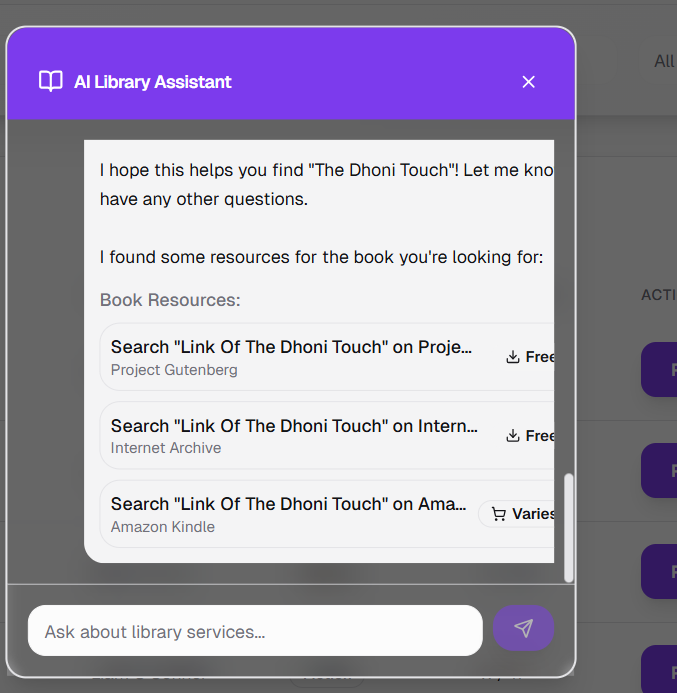 All
AI Library Assistant
I hope this helps you find "The Dhoni Touch"! Let me kno
have any other questions.
I found some resources for the book you're looking for:
ACTI
Book Resources:
Search "Link Of The Dhoni Touch" on Proje...
Project Gutenberg
Free
Search "Link Of The Dhoni Touch" on Intern...
Internet Archive
Free
Search "Link Of The Dhoni Touch" on Ama...
Amazon Kindle
Varies
Ask about library services...